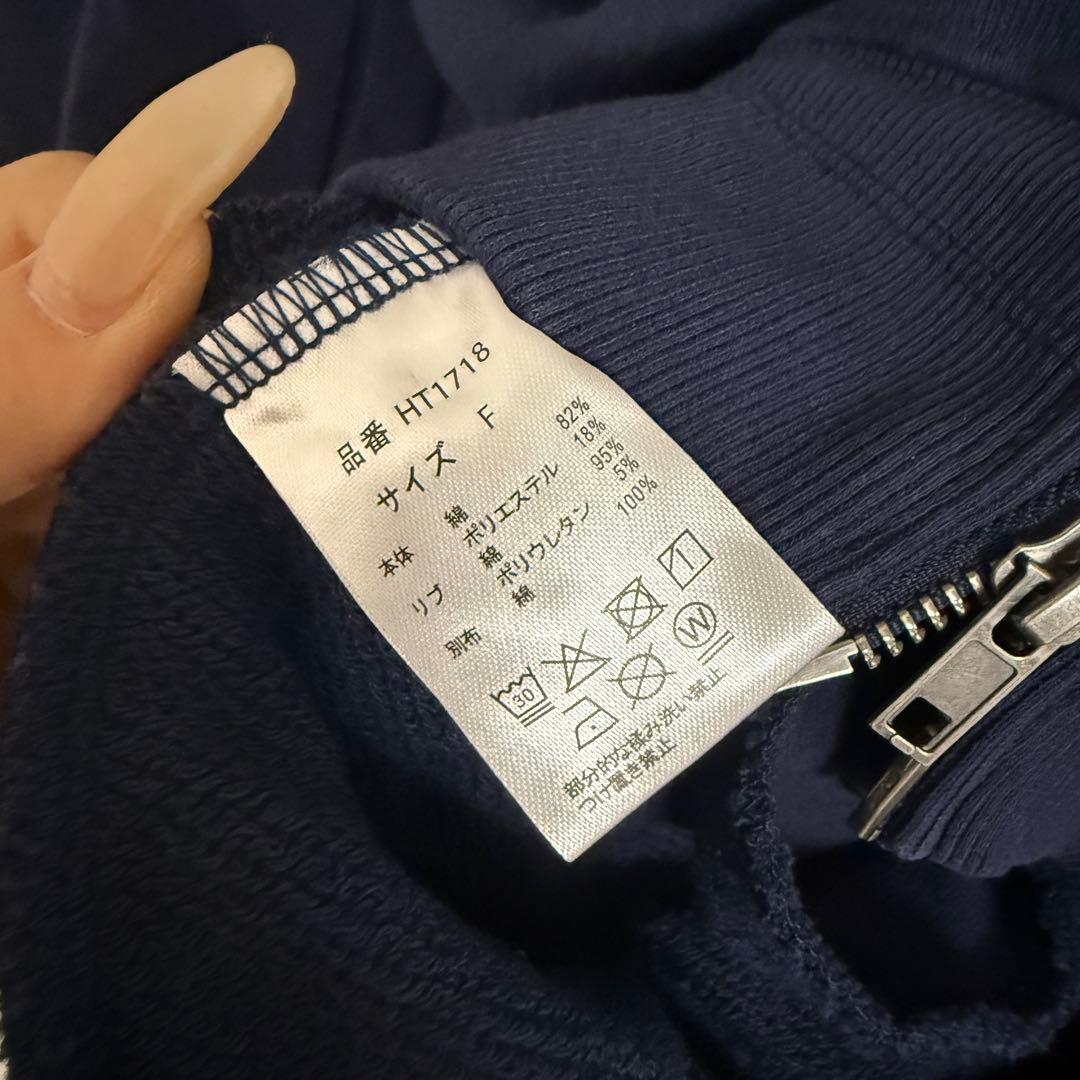 品番 HT1718
サイズ F
本体 綿 82%
ポリエステル 18%
リブ 綿 95%
ポリウレタン 5%
別布 綿 100%
30
W
部分的な揉み洗い禁止
つけ置き禁止